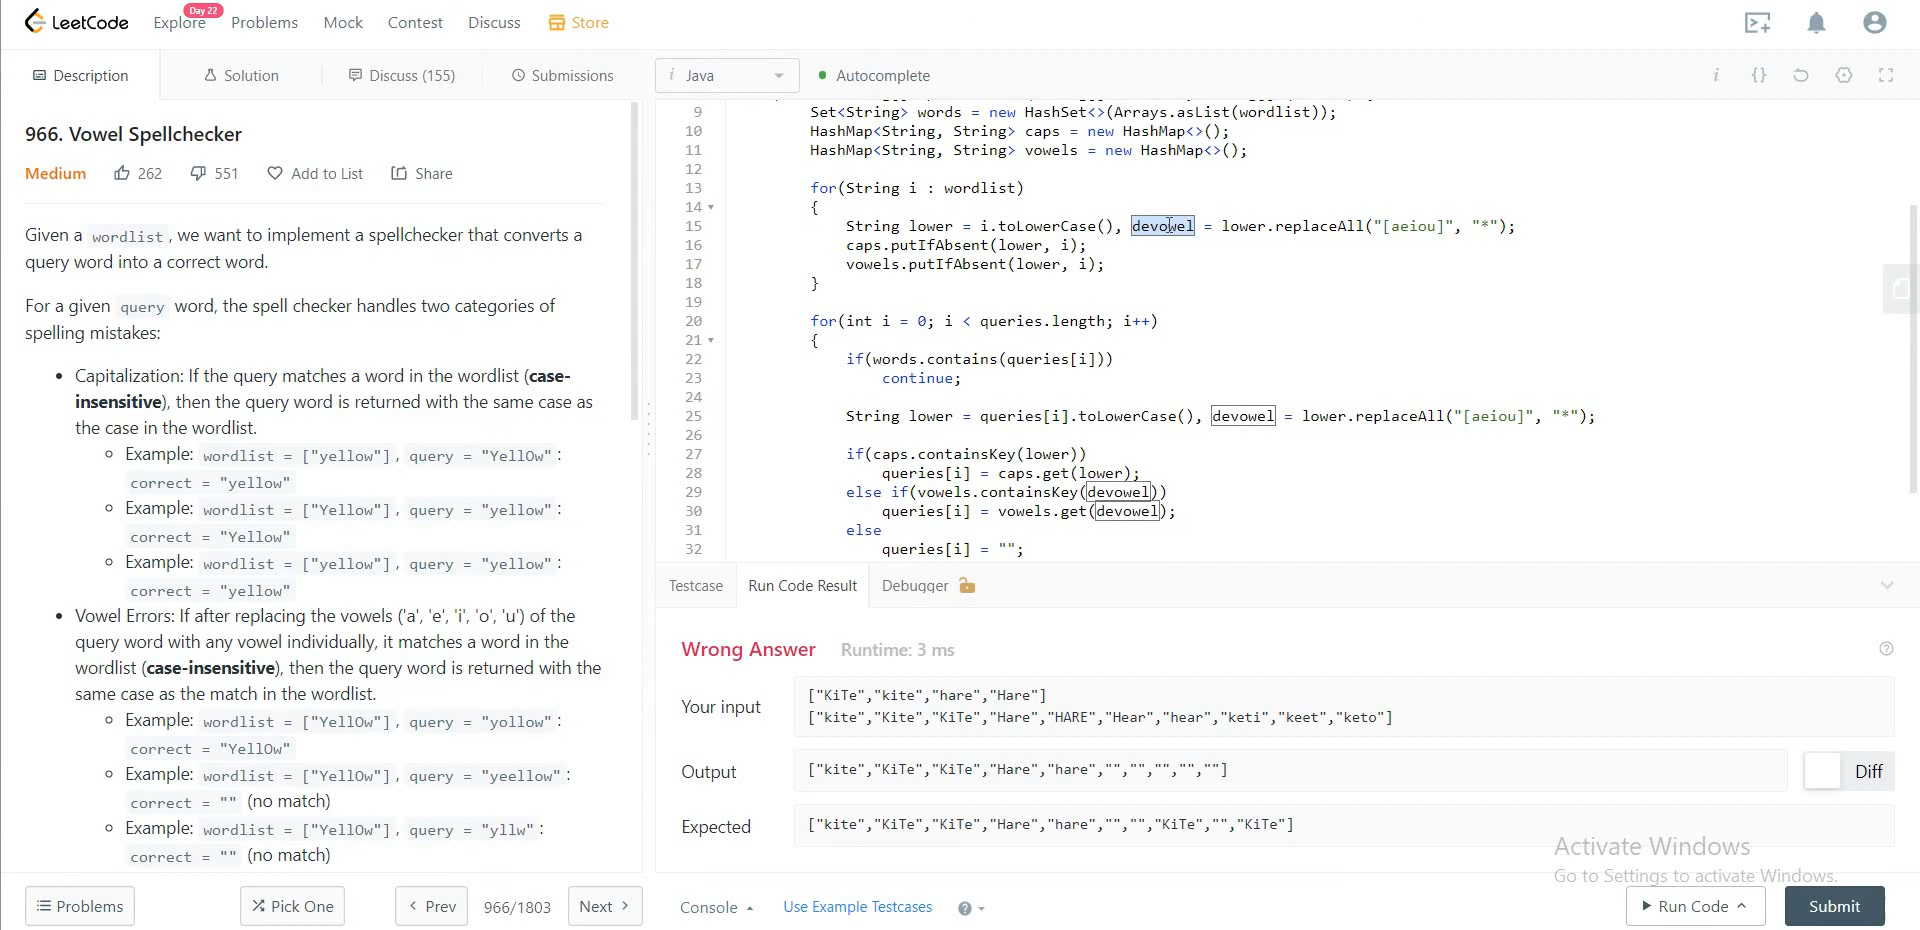 LeetCode Explore Day 22 Problems Mock Contest Discuss Store
Description Solution Discuss (155) Submissions
966. Vowel Spellchecker
Medium 262 551 Add to List Share
Given a wordlist, we want to implement a spellchecker that converts a
query word into a correct word.
For a given query word, the spell checker handles two categories of
spelling mistakes:
• Capitalization: If the query matches a word in the wordlist (case-
insensitive), then the query word is returned with the same case as
the case in the wordlist.
Example: wordlist = ["yellow"], query = "YellOw":
correct = "yellow"
Example: wordlist = ["Yellow"], query = "yellow":
correct = "Yellow"
Example: wordlist = ["yellow"], query = "yellow":
correct = "yellow"
• Vowel Errors: If after replacing the vowels ('a', 'e', 'i', 'o', 'u') of the
query word with any vowel individually, it matches a word in the
wordlist (case-insensitive), then the query word is returned with the
same case as the match in the wordlist.
Example: wordlist = ["YellOw"], query = "yollow":
correct = "YellOw"
Example: wordlist = ["YellOw"], query = "yeellow":
correct = "" (no match)
Example: wordlist = ["YellOw"], query = "yllw":
correct = "" (no match)
Problems Pick One < Prev 966/1803 Next >
i Java Autocomplete i {}
9 Set<String> words = new HashSet<>(Arrays.asList(wordlist));
10 HashMap<String, String> caps = new HashMap<>();
11 HashMap<String, String> vowels = new HashMap<>();
12
13 for(String i : wordlist)
14 {
15 String lower = i.toLowerCase(), devowel = lower.replaceAll("[aeiou]", "*");
16 caps.putIfAbsent(lower, i);
17 vowels.putIfAbsent(lower, i);
18 }
19
20 for(int i = 0; i < queries.length; i++)
21 {
22 if(words.contains(queries[i]))
23 continue;
24
25 String lower = queries[i].toLowerCase(), devowel = lower.replaceAll("[aeiou]", "*");
26
27 if(caps.containsKey(lower))
28 queries[i] = caps.get(lower);
29 else if(vowels.containsKey(devowel))
30 queries[i] = vowels.get(devowel);
31 else
32 queries[i] = "";
Testcase Run Code Result Debugger
Wrong Answer Runtime: 3 ms
Your input
["KiTe","kite","hare","Hare"]
["kite","Kite","KiTe","Hare","HARE","Hear","hear","keti","keet","keto"]
Output ["kite","KiTe","KiTe","Hare","hare","","","","",""] Diff
Expected ["kite","KiTe","KiTe","Hare","hare","","","KiTe","","KiTe"]
Activate Windows
Go to Settings to activate Windows.
Console Use Example Testcases ? Run Code Submit